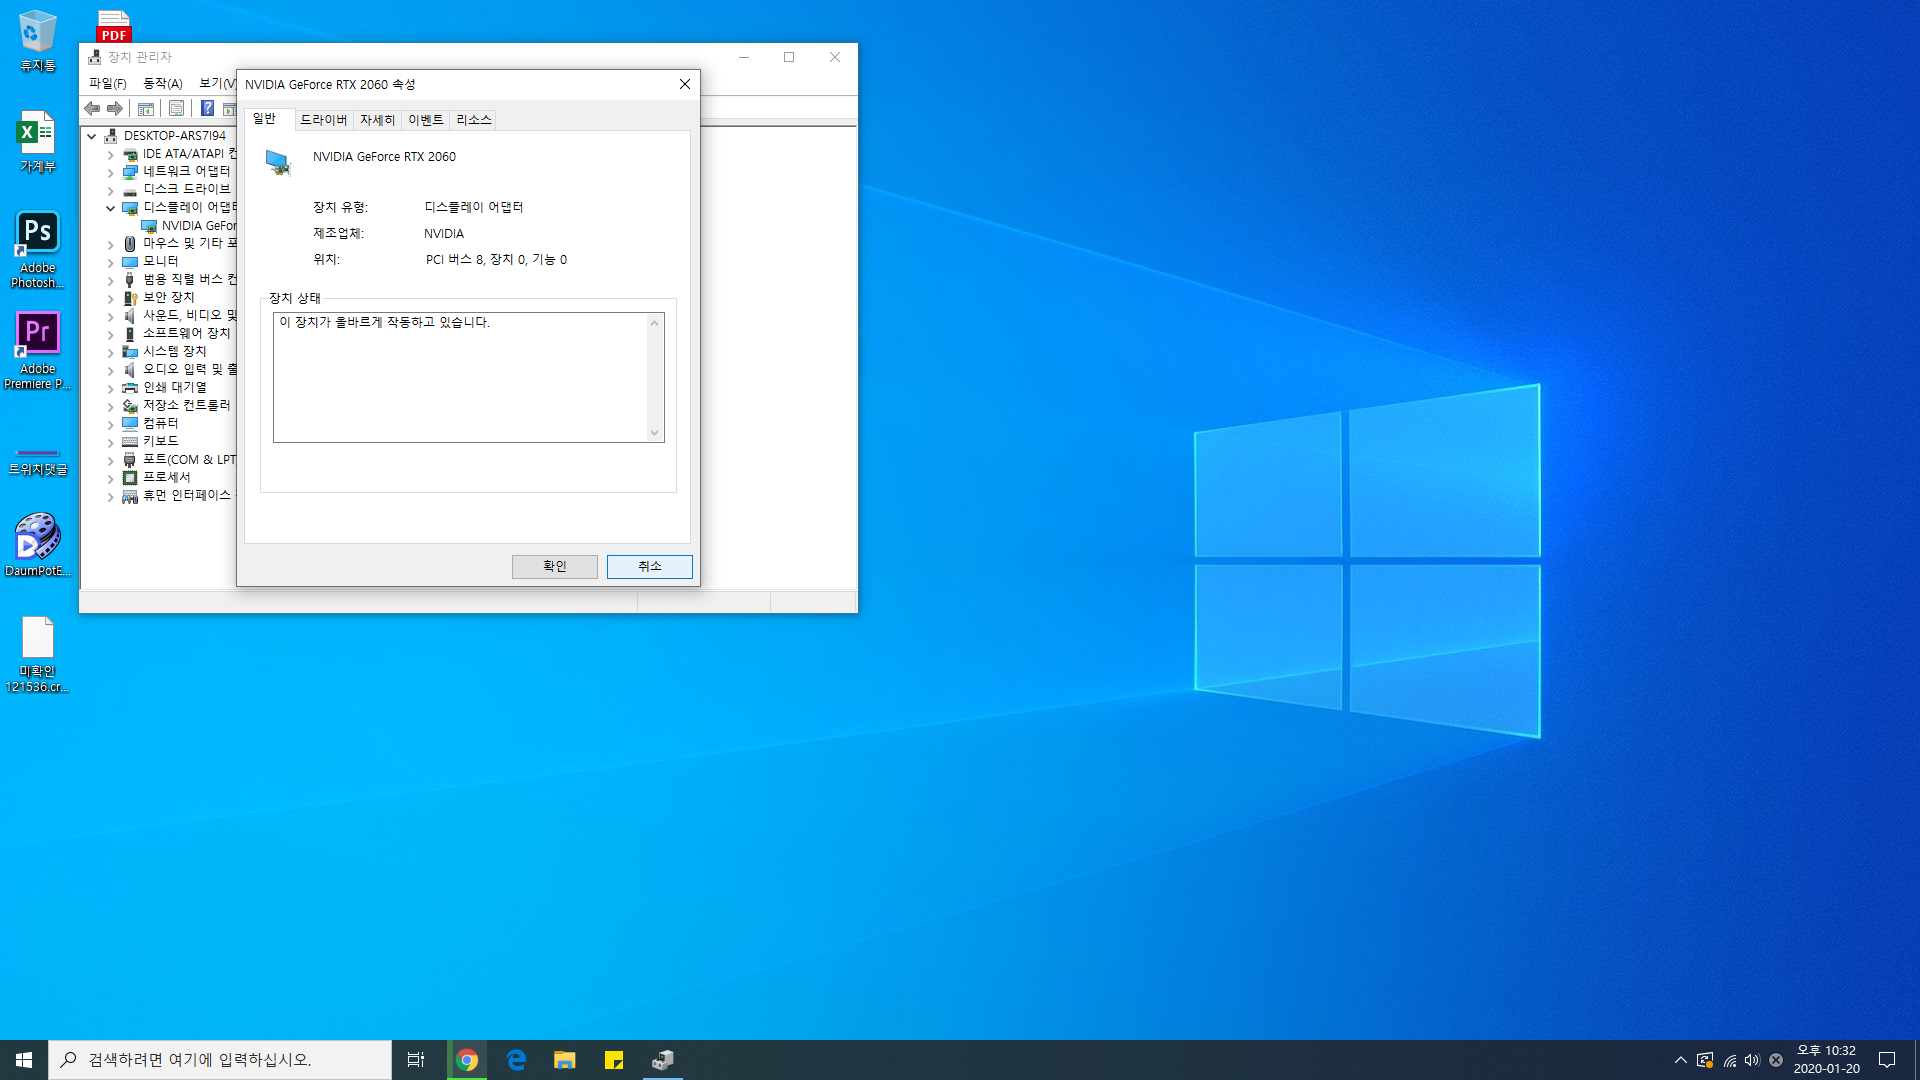 휴지통
PDF
가계부
Ps
Adobe
Photosh...
Pr
Adobe
Premiere P...
트위치댓글
DaumPotE...
미확인
121536.cr...
장치 관리자
파일(F) 동작(A) 보기(V)
DESKTOP-ARS7I94
IDE ATA/ATAPI 컨
네트워크 어댑터
디스크 드라이브
디스플레이 어댑터
NVIDIA GeFor
마우스 및 기타 포
모니터
범용 직렬 버스 컨
보안 장치
사운드, 비디오 및
소프트웨어 장치
시스템 장치
오디오 입력 및 출
인쇄 대기열
저장소 컨트롤러
컴퓨터
키보드
포트(COM & LPT
프로세서
휴먼 인터페이스
NVIDIA GeForce RTX 2060 속성
일반 드라이버 자세히 이벤트 리소스
NVIDIA GeForce RTX 2060
장치 유형: 디스플레이 어댑터
제조업체: NVIDIA
위치: PCI 버스 8, 장치 0, 기능 0
장치 상태
이 장치가 올바르게 작동하고 있습니다.
확인 취소
검색하려면 여기에 입력하십시오.
오후 10:32
2020-01-20